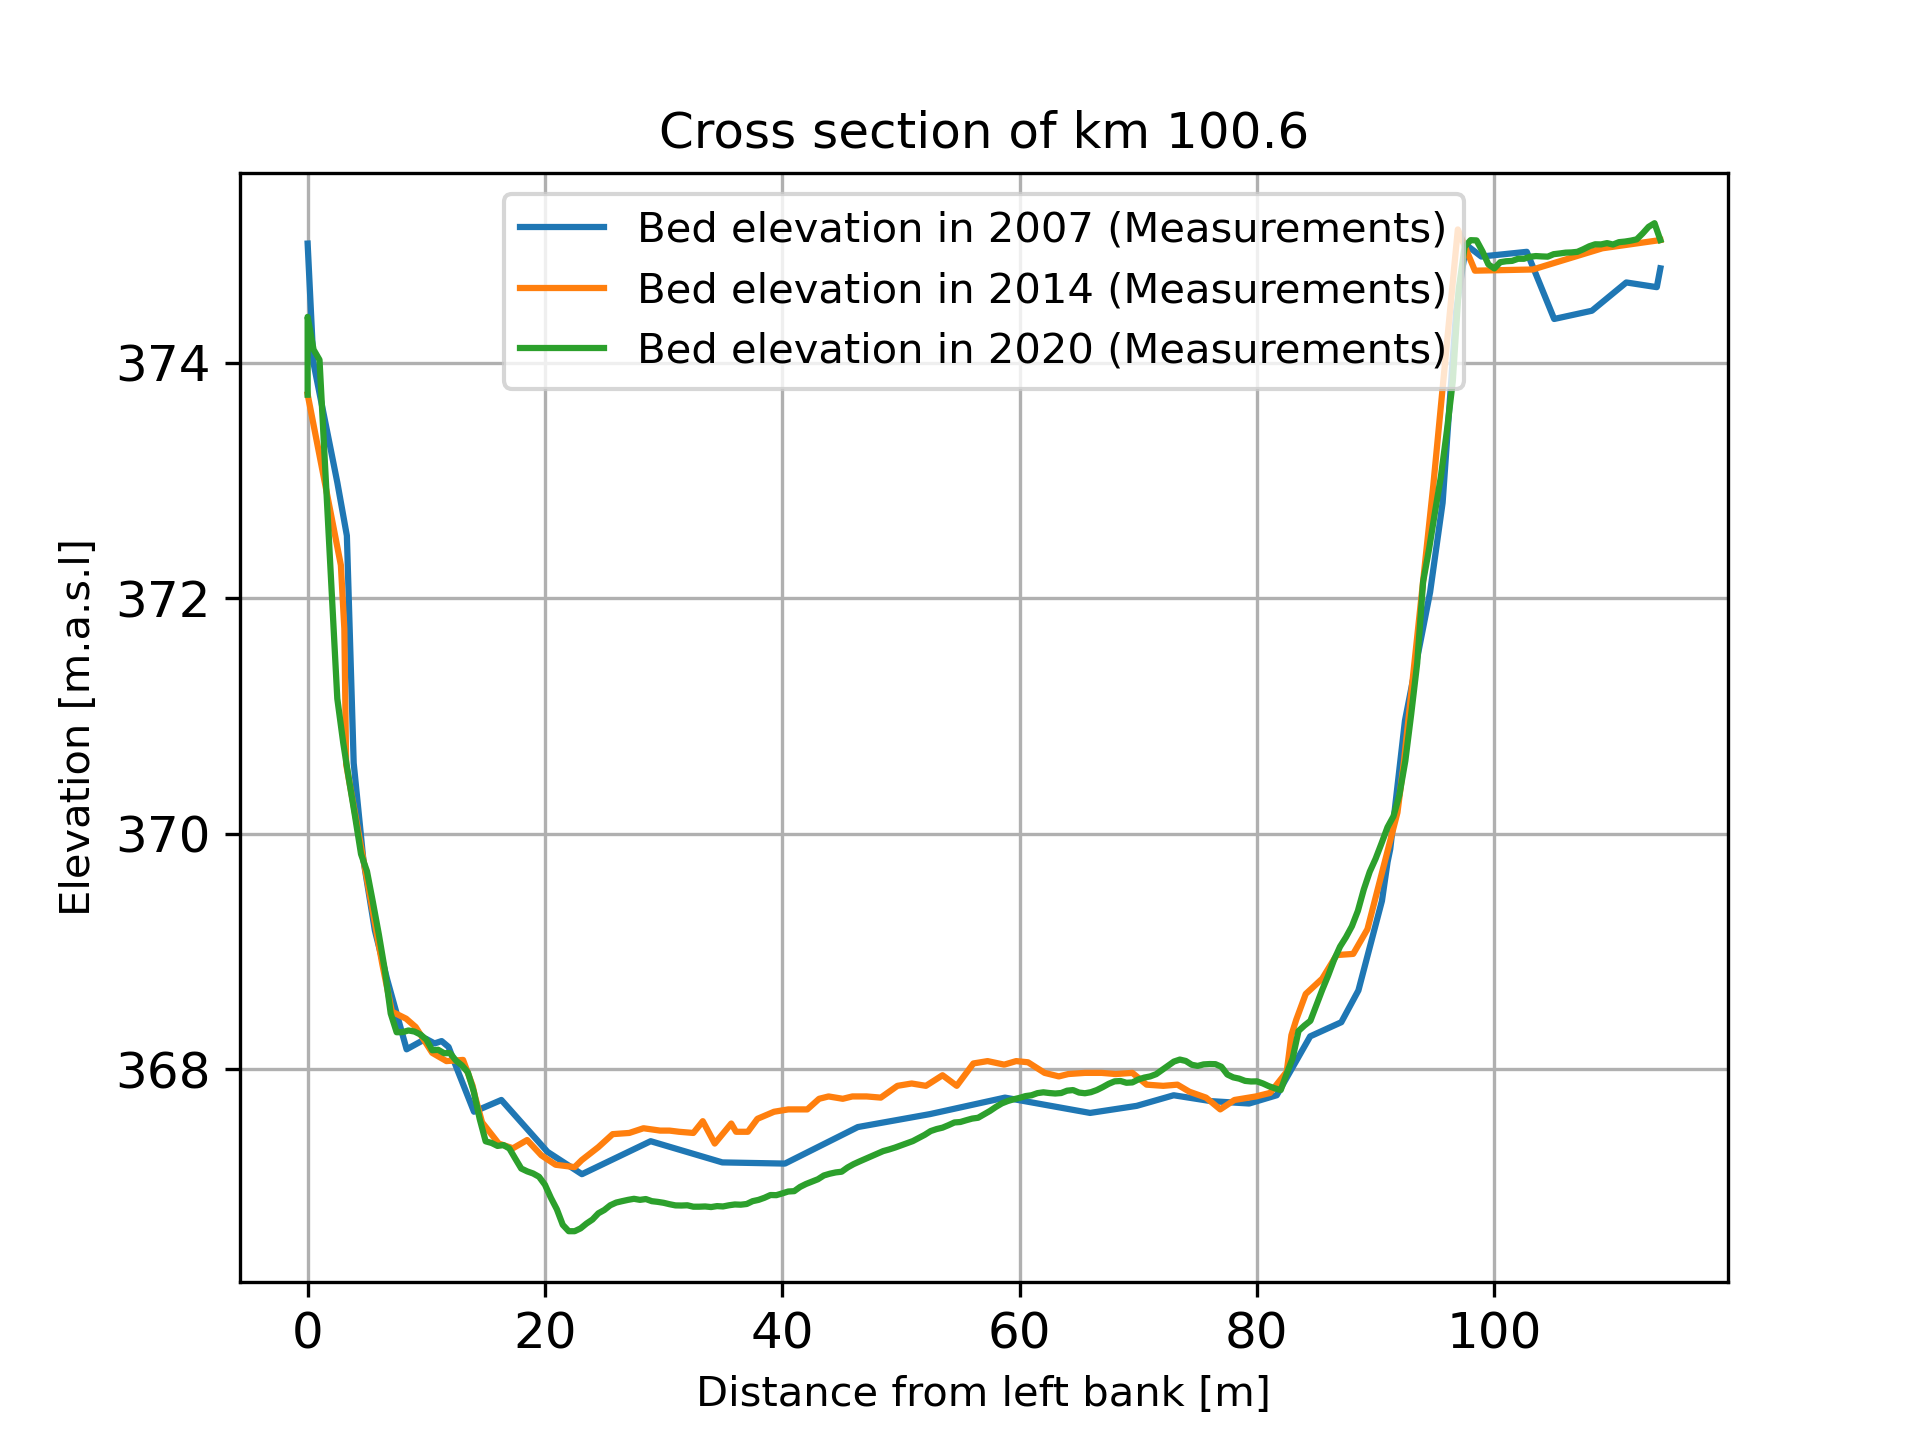 Cross section of km 100.6
Bed elevation in 2007 (Measurements)
Bed elevation in 2014 (Measurements)
Bed elevation in 2020 (Measurements)
374
372
370
368
Elevation [m.a.s.l]
0 20 40 60 80 100
Distance from left bank [m]